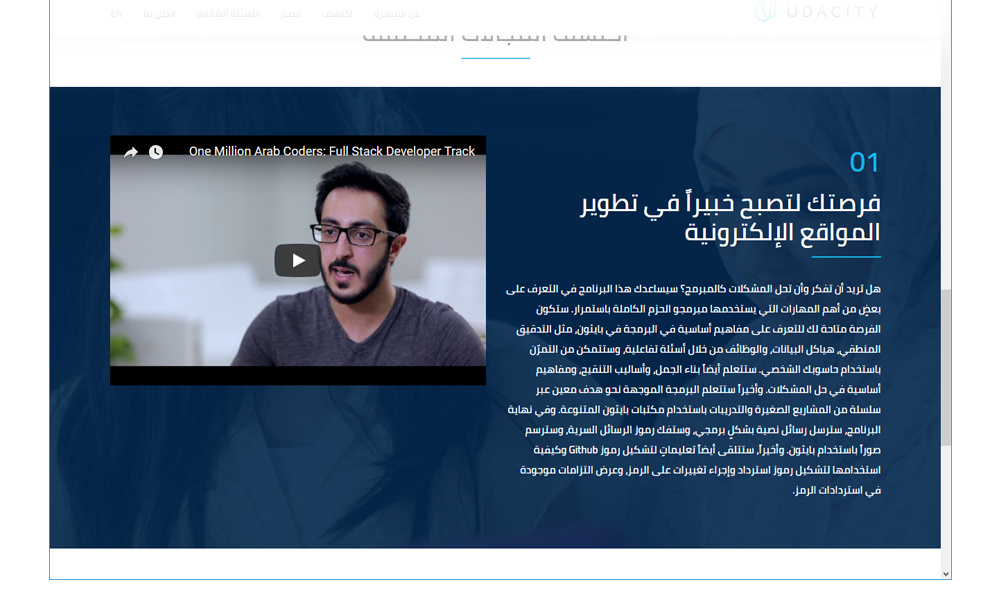 UDACITY
عن المبادرة
اكتشف
انضم
الأسئلة الشائعة
اتصل بنا
EN
01
فرصتك لتصبح خبيراً في تطوير
المواقع الإلكترونية
هل تريد أن تفكر وأن تحل المشكلات كالمبرمج؟ سيساعدك هذا البرنامج في التعرف على
بعضٍ من أهم المهارات التي يستخدمها مبرمجو الحزم الكاملة باستمرار. ستكون
الفرصة متاحة لك للتعرف على مفاهيم أساسية في البرمجة في بايثون، مثل التدقيق
المنطقي، هياكل البيانات، والوظائف من خلال أسئلة تفاعلية، وستتمكن من التمرّن
باستخدام حاسوبك الشخصي. ستتعلم أيضاً بناء الجمل، وأساليب التنقيح، ومفاهيم
أساسية في حل المشكلات. وأخيراً ستتعلم البرمجة الموجهة نحو هدف معين عبر
سلسلة من المشاريع الصغيرة والتدريبات باستخدام مكتبات بايثون المتنوعة. وفي نهاية
البرنامج، سترسل رسائل نصية بشكلٍ برمجي، وستفك رموز الرسائل السرية، وسترسم
صوراً باستخدام بايثون. وأخيراً، ستتلقى أيضاً تعليماتٍ لتشكيل رموز Github وكيفية
استخدامها لتشكيل رموز استرداد وإجراء تغييرات على الرمز، وعرض التزامات موجودة
في استردادات الرمز.
One Million Arab Coders: Full Stack Developer Track